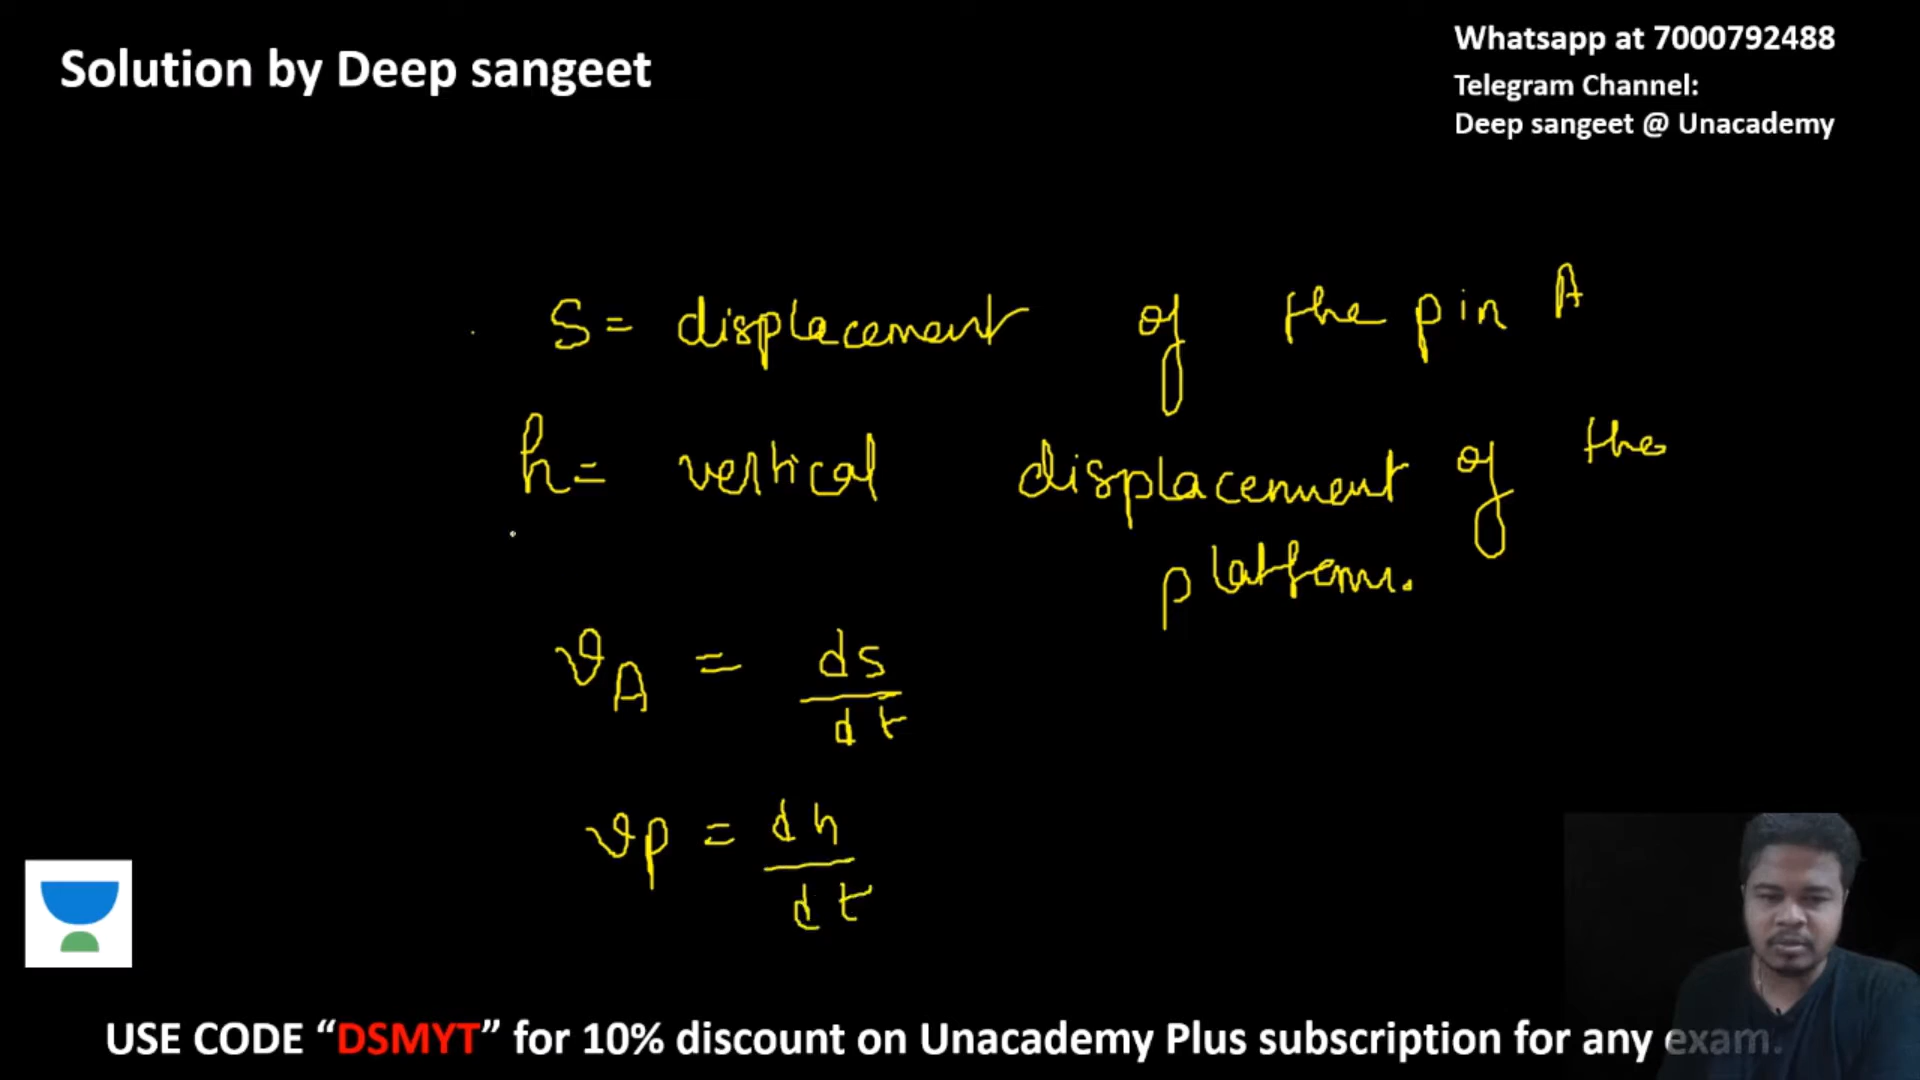 Solution by Deep sangeet
Whatsapp at 7000792488
Telegram Channel:
Deep sangeet @ Unacademy
S = displacement of the pin A
h = vertical displacement of the
platform.
v_A = ds/dt
v_p = dh/dt
USE CODE “DSMYT” for 10% discount on Unacademy Plus subscription for any exam.